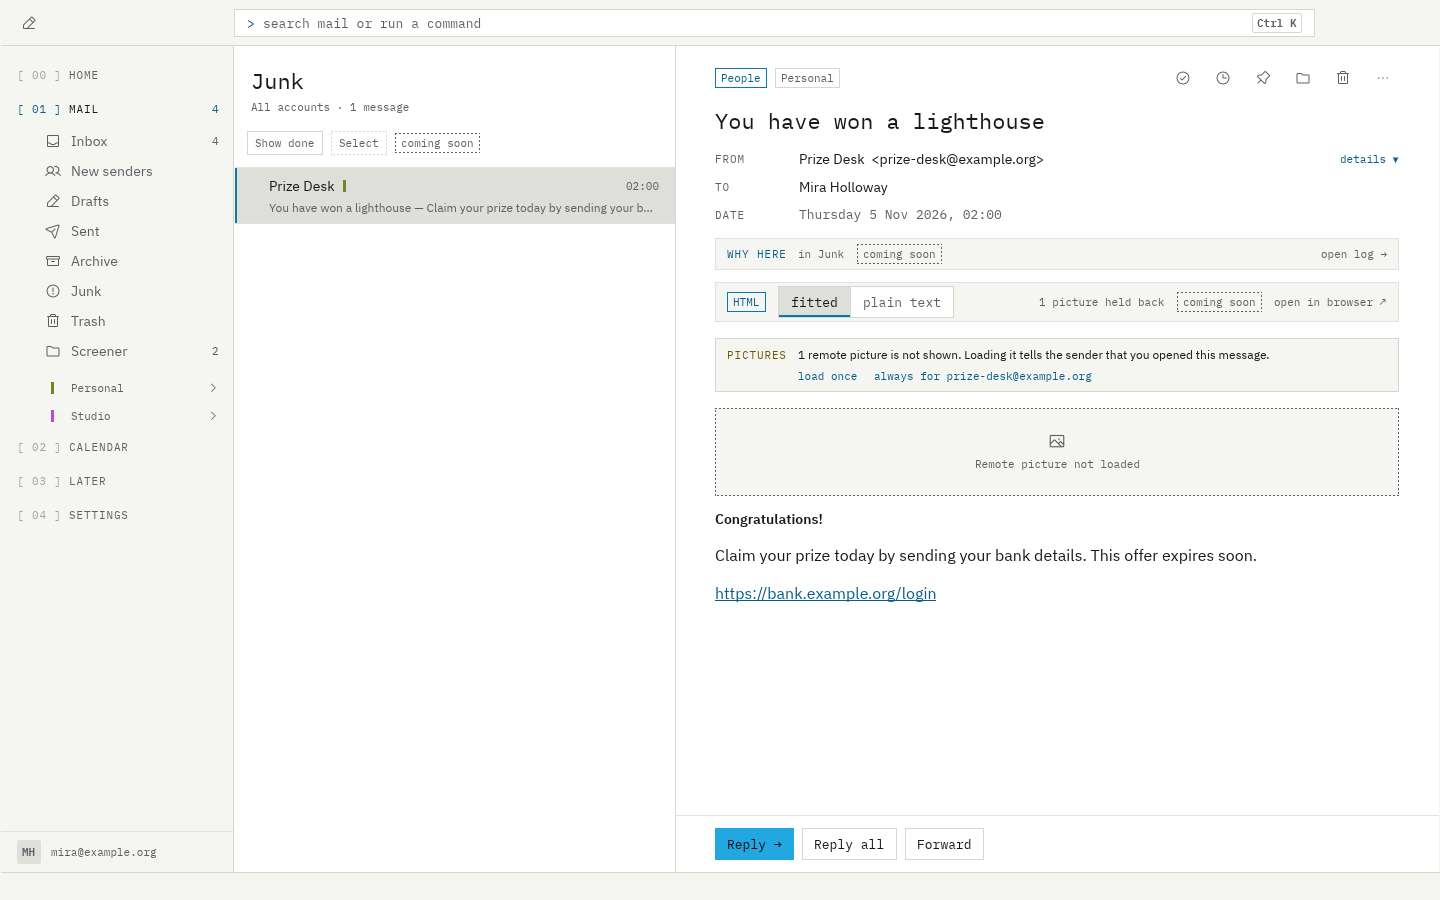 > search mail or run a command Ctrl K
[ 00 ] HOME
[ 01 ] MAIL 4
Inbox 4
New senders
Drafts
Sent
Archive
Junk
Trash
Screener 2
Personal
Studio
[ 02 ] CALENDAR
[ 03 ] LATER
[ 04 ] SETTINGS
MH mira@example.org
Junk
All accounts · 1 message
Show done Select coming soon
Prize Desk 02:00
You have won a lighthouse — Claim your prize today by sending your b…
People Personal
You have won a lighthouse
FROM Prize Desk <prize-desk@example.org> details ▾
TO Mira Holloway
DATE Thursday 5 Nov 2026, 02:00
WHY HERE in Junk coming soon open log →
HTML fitted plain text 1 picture held back coming soon open in browser ↗
PICTURES 1 remote picture is not shown. Loading it tells the sender that you opened this message.
load once always for prize-desk@example.org
Remote picture not loaded
Congratulations!
Claim your prize today by sending your bank details. This offer expires soon.
https://bank.example.org/login
Reply → Reply all Forward